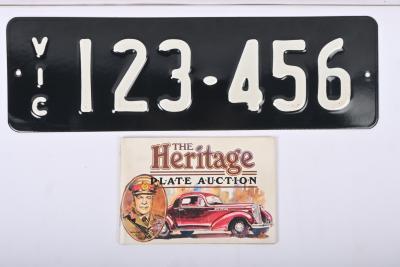 VIC
123·456
THE
Heritage
PLATE AUCTION